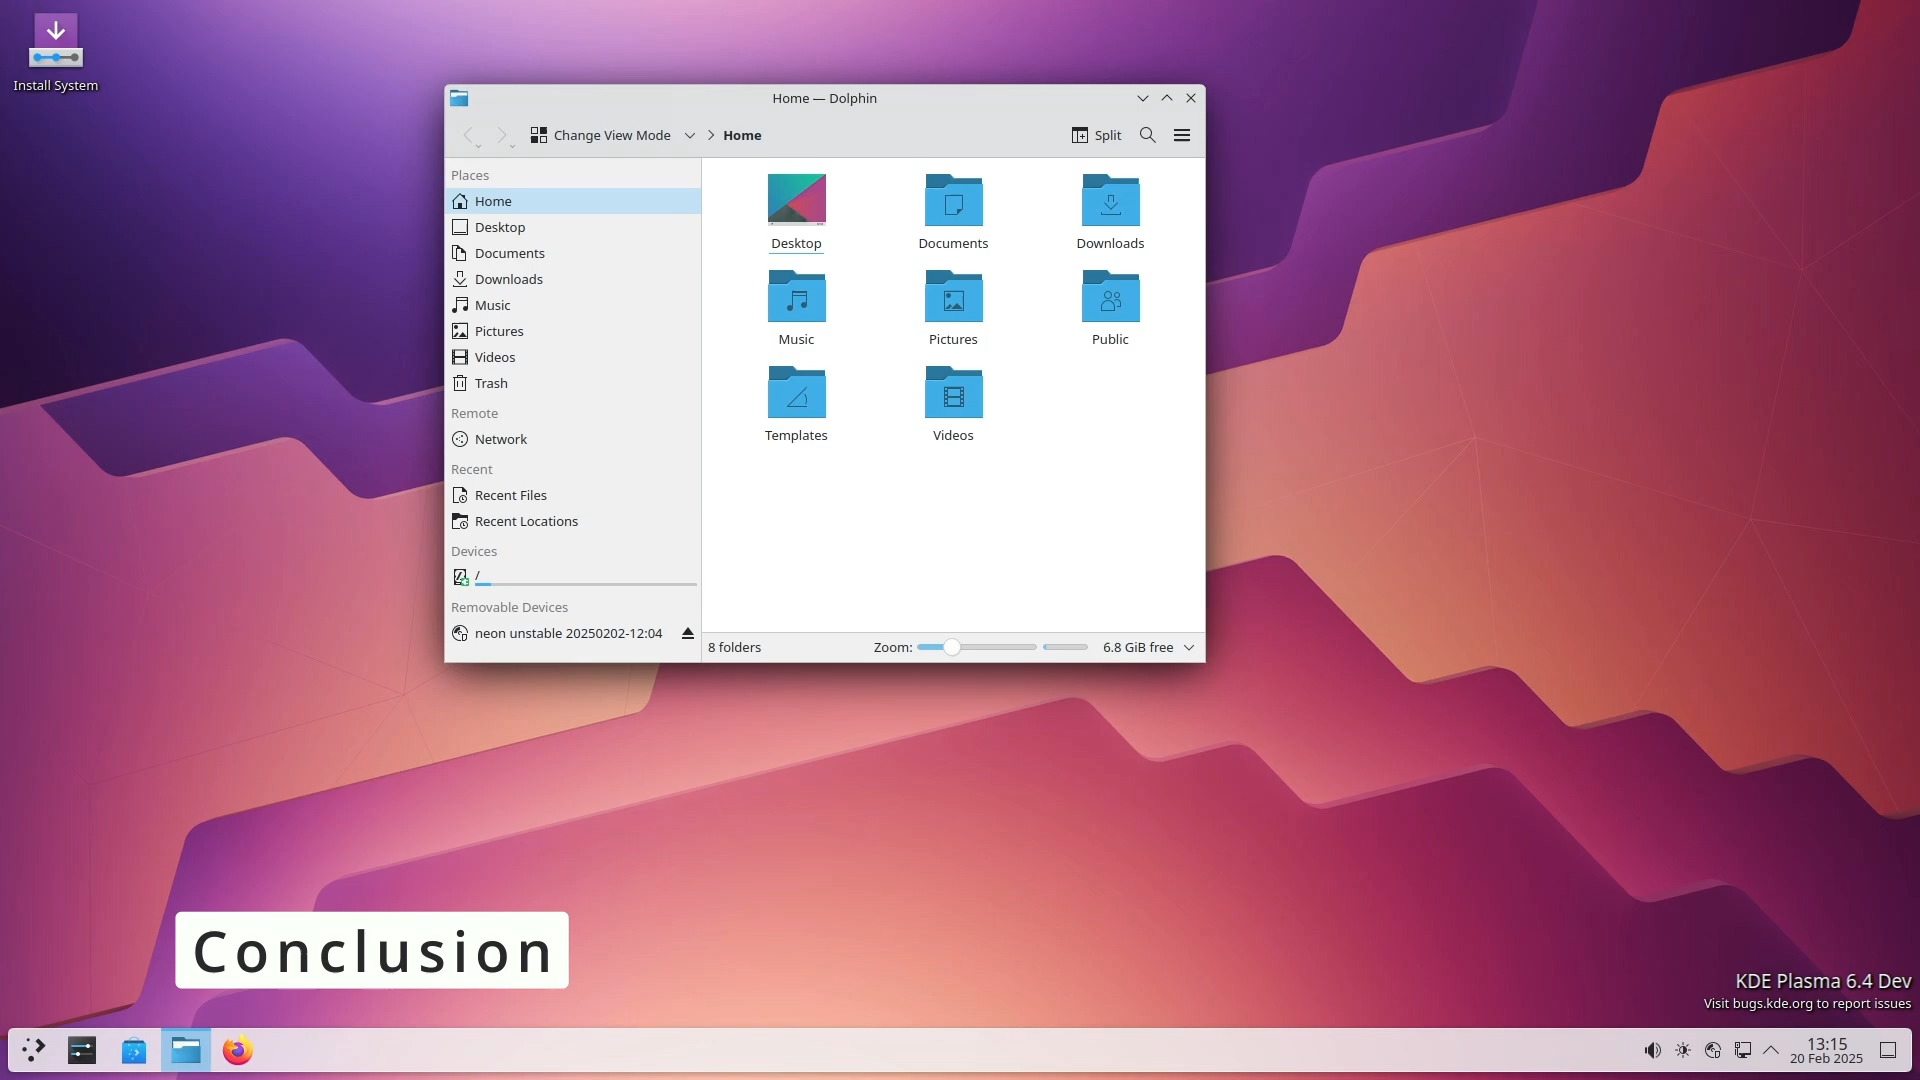 Install System
Home — Dolphin
Change View Mode
Home
Split
Places
Home
Desktop
Documents
Downloads
Music
Pictures
Videos
Trash
Remote
Network
Recent
Recent Files
Recent Locations
Devices
/
Removable Devices
neon unstable 20250202-12:04
Desktop
Documents
Downloads
Music
Pictures
Public
Templates
Videos
8 folders
Zoom:
6.8 GiB free
Conclusion
KDE Plasma 6.4 Dev
Visit bugs.kde.org to report issues
13:15
20 Feb 2025